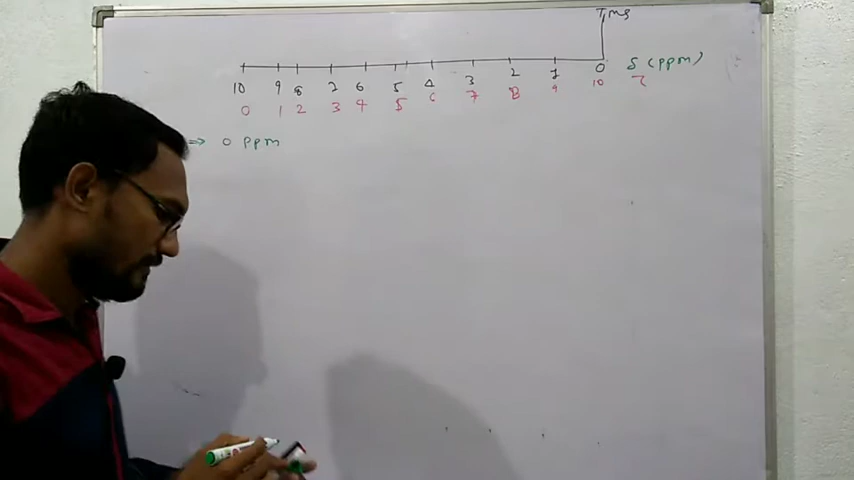 Tms
10 9 8 7 6 5 4 3 2 1 0 δ (ppm)
0 1 2 3 4 5 6 7 8 9 10 τ
⇒ 0 ppm